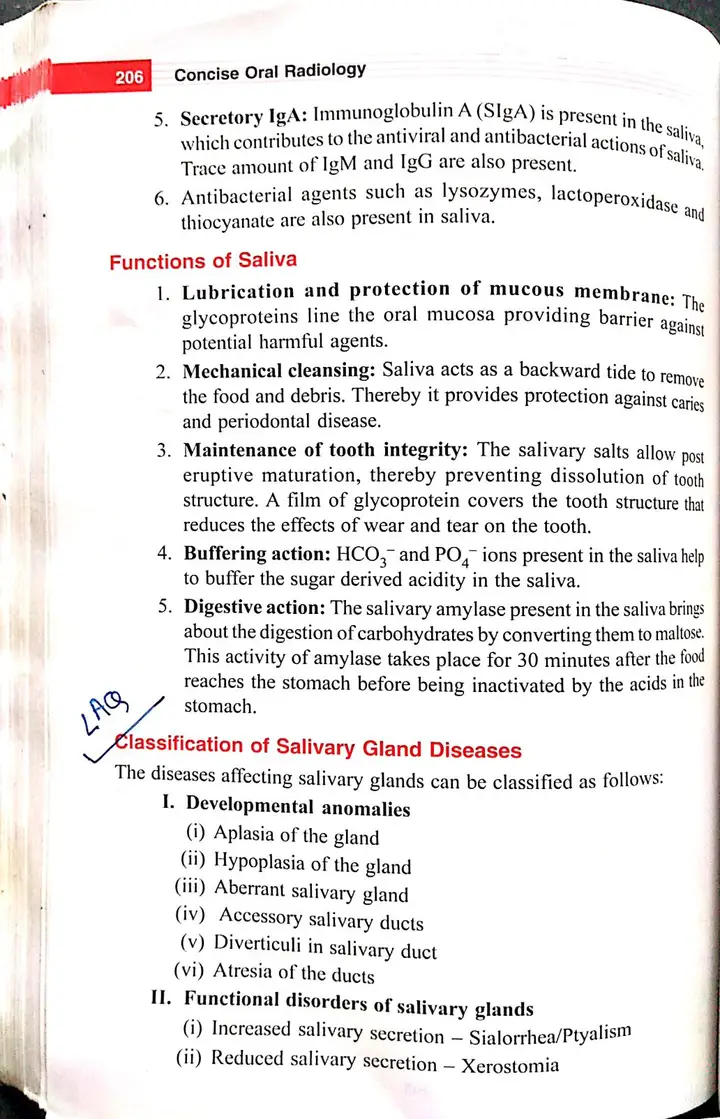 206 Concise Oral Radiology
5. Secretory IgA: Immunoglobulin A (SIgA) is present in the saliva,
which contributes to the antiviral and antibacterial actions of saliva.
Trace amount of IgM and IgG are also present.
6. Antibacterial agents such as lysozymes, lactoperoxidase and
thiocyanate are also present in saliva.
Functions of Saliva
1. Lubrication and protection of mucous membrane: The
glycoproteins line the oral mucosa providing barrier against
potential harmful agents.
2. Mechanical cleansing: Saliva acts as a backward tide to remove
the food and debris. Thereby it provides protection against caries
and periodontal disease.
3. Maintenance of tooth integrity: The salivary salts allow post
eruptive maturation, thereby preventing dissolution of tooth
structure. A film of glycoprotein covers the tooth structure that
reduces the effects of wear and tear on the tooth.
4. Buffering action: HCO₃⁻ and PO₄⁻ ions present in the saliva help
to buffer the sugar derived acidity in the saliva.
5. Digestive action: The salivary amylase present in the saliva brings
about the digestion of carbohydrates by converting them to maltose.
This activity of amylase takes place for 30 minutes after the food
reaches the stomach before being inactivated by the acids in the
stomach.
LAQ
Classification of Salivary Gland Diseases
The diseases affecting salivary glands can be classified as follows:
I. Developmental anomalies
(i) Aplasia of the gland
(ii) Hypoplasia of the gland
(iii) Aberrant salivary gland
(iv) Accessory salivary ducts
(v) Diverticuli in salivary duct
(vi) Atresia of the ducts
II. Functional disorders of salivary glands
(i) Increased salivary secretion – Sialorrhea/Ptyalism
(ii) Reduced salivary secretion – Xerostomia